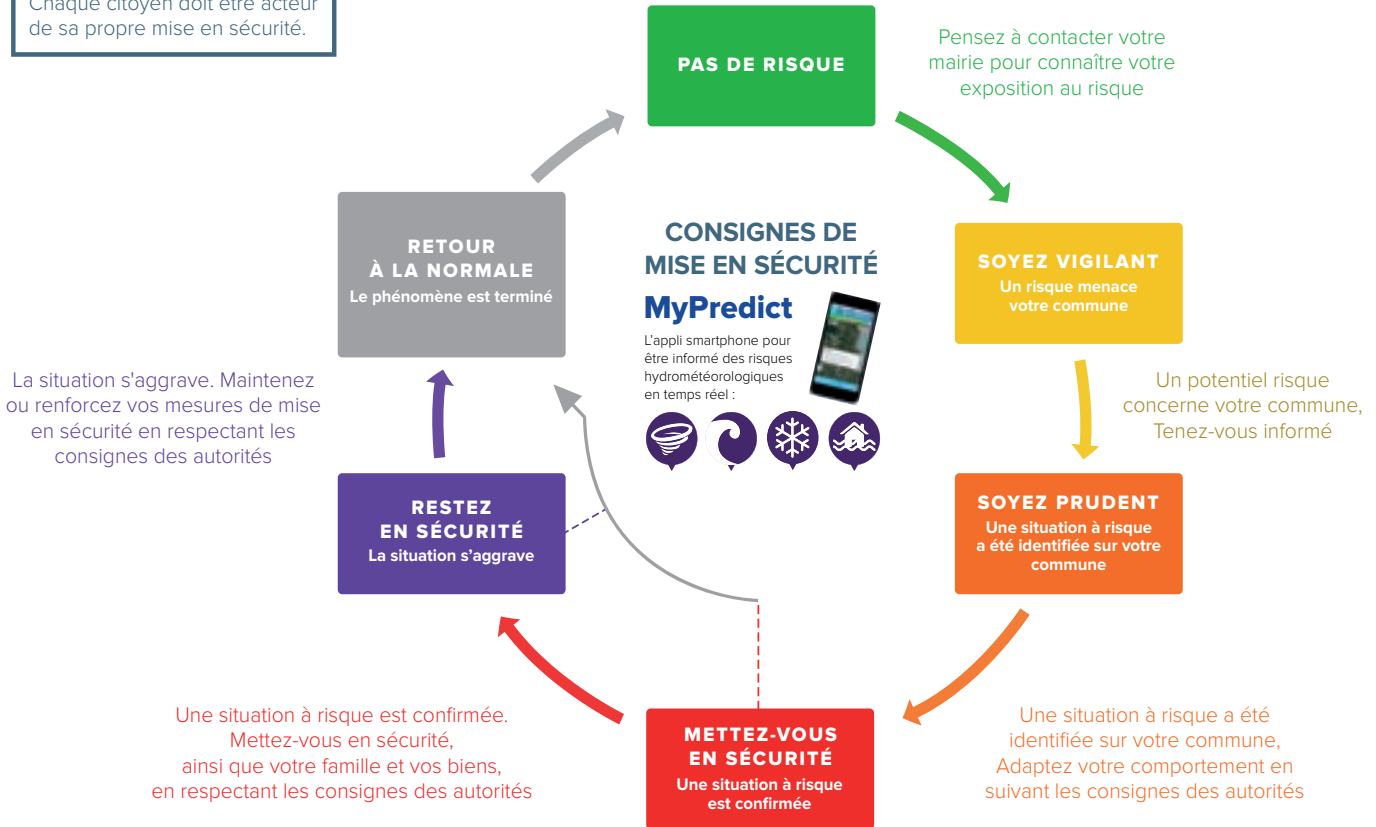 Chaque citoyen doit être acteur
de sa propre mise en sécurité.
PAS DE RISQUE
Pensez à contacter votre
mairie pour connaître votre
exposition au risque
SOYEZ VIGILANT
Un risque menace
votre commune
Un potentiel risque
concerne votre commune,
Tenez-vous informé
SOYEZ PRUDENT
Une situation à risque
a été identifiée sur votre
commune
Une situation à risque a été
identifiée sur votre commune,
Adaptez votre comportement en
suivant les consignes des autorités
METTEZ-VOUS
EN SÉCURITÉ
Une situation à risque
est confirmée
Une situation à risque est confirmée.
Mettez-vous en sécurité,
ainsi que votre famille et vos biens,
en respectant les consignes des autorités
RESTEZ
EN SÉCURITÉ
La situation s’aggrave
La situation s'aggrave. Maintenez
ou renforcez vos mesures de mise
en sécurité en respectant les
consignes des autorités
RETOUR
À LA NORMALE
Le phénomène est terminé
CONSIGNES DE
MISE EN SÉCURITÉ
MyPredict
L'appli smartphone pour
être informé des risques
hydrométéorologiques
en temps réel :